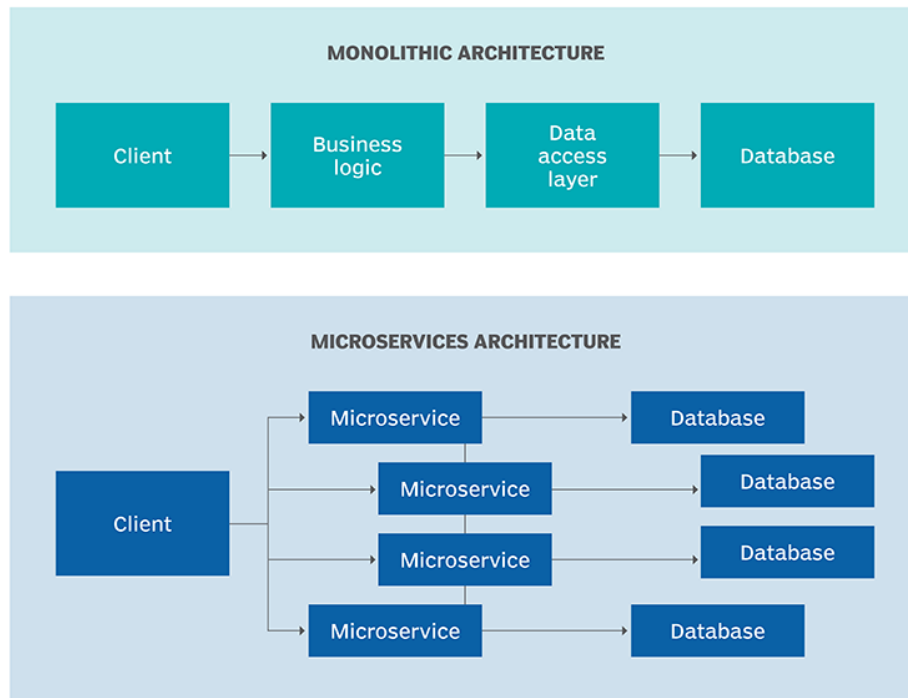 MONOLITHIC ARCHITECTURE
Client
Business
logic
Data
access
layer
Database
MICROSERVICES ARCHITECTURE
Client
Microservice
Database
Microservice
Database
Microservice
Database
Microservice
Database